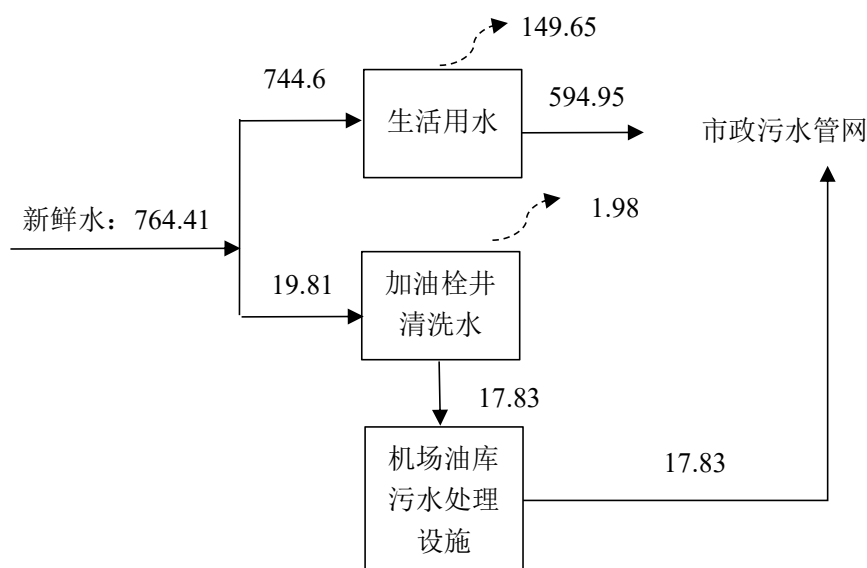 149.65
744.6
生活用水
594.95
市政污水管网
新鲜水：764.41
1.98
19.81
加油栓井
清洗水
17.83
机场油库
污水处理
设施
17.83